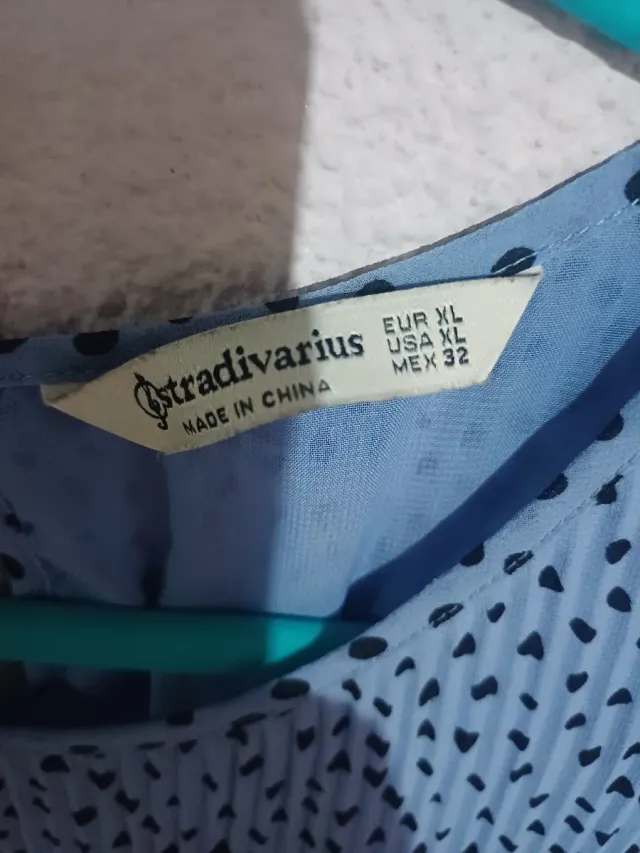 stradivarius
MADE IN CHINA
EUR XL
USA XL
MEX 32